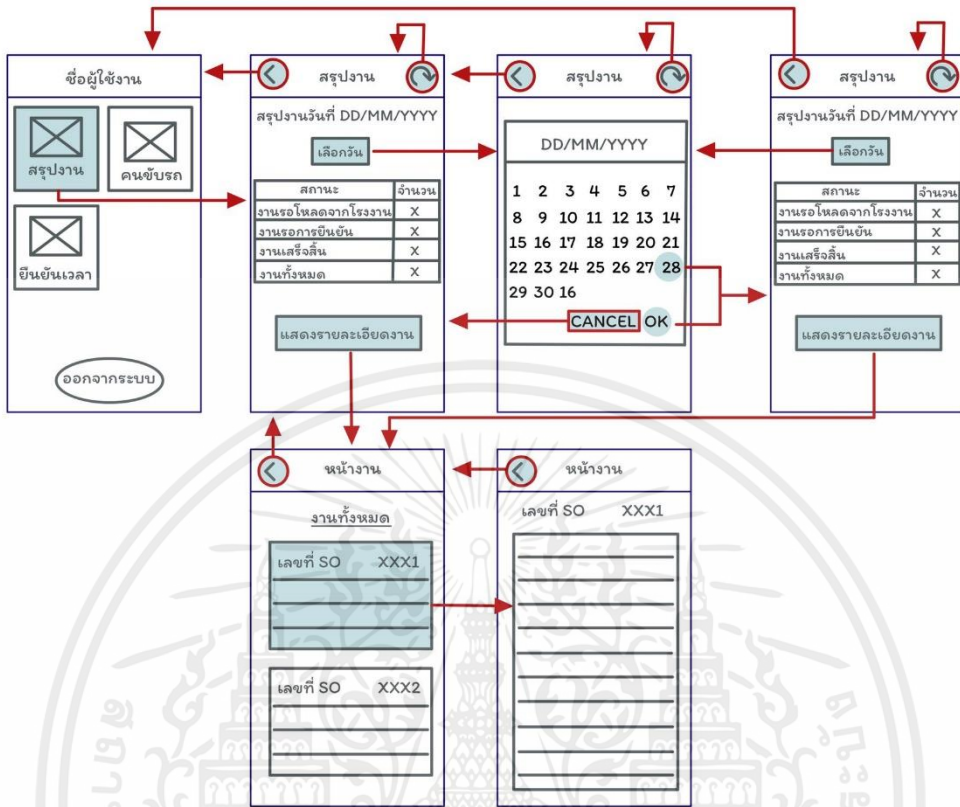 ชื่อผู้ใช้งาน
สรุปงาน
คนขับรถ
ยืนยันเวลา
ออกจากระบบ
สรุปงาน
สรุปงานวันที่ DD/MM/YYYY
เลือกวัน
สถานะ จำนวน
งานรอโหลดจากโรงงาน X
งานรอการยืนยัน X
งานเสร็จสิ้น X
งานทั้งหมด X
แสดงรายละเอียดงาน
สรุปงาน
DD/MM/YYYY
1 2 3 4 5 6 7
8 9 10 11 12 13 14
15 16 17 18 19 20 21
22 23 24 25 26 27 28
29 30 16
CANCEL OK
สรุปงาน
สรุปงานวันที่ DD/MM/YYYY
เลือกวัน
สถานะ จำนวน
งานรอโหลดจากโรงงาน X
งานรอการยืนยัน X
งานเสร็จสิ้น X
งานทั้งหมด X
แสดงรายละเอียดงาน
หน้างาน
งานทั้งหมด
เลขที่ SO XXX1
เลขที่ SO XXX2
หน้างาน
เลขที่ SO XXX1